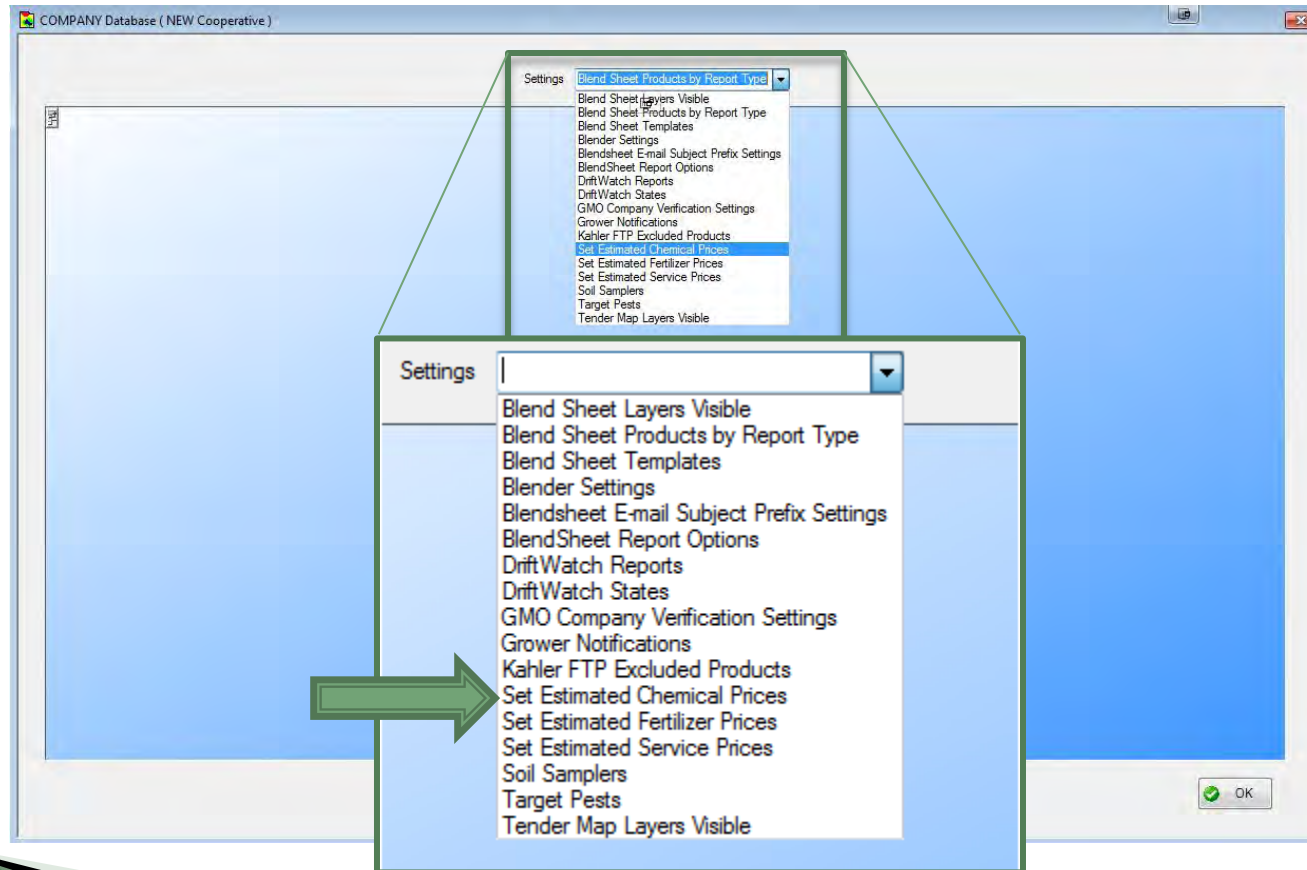 COMPANY Database ( NEW Cooperative )
Settings Blend Sheet Products by Report Type
Blend Sheet Layers Visible
Blend Sheet Products by Report Type
Blend Sheet Templates
Blender Settings
Blendsheet E-mail Subject Prefix Settings
BlendSheet Report Options
DriftWatch Reports
DriftWatch States
GMO Company Verification Settings
Grower Notifications
Kahler FTP Excluded Products
Set Estimated Chemical Prices
Set Estimated Fertilizer Prices
Set Estimated Service Prices
Soil Samplers
Target Pests
Tender Map Layers Visible
Settings
Blend Sheet Layers Visible
Blend Sheet Products by Report Type
Blend Sheet Templates
Blender Settings
Blendsheet E-mail Subject Prefix Settings
BlendSheet Report Options
DriftWatch Reports
DriftWatch States
GMO Company Verification Settings
Grower Notifications
Kahler FTP Excluded Products
Set Estimated Chemical Prices
Set Estimated Fertilizer Prices
Set Estimated Service Prices
Soil Samplers
Target Pests
Tender Map Layers Visible
OK